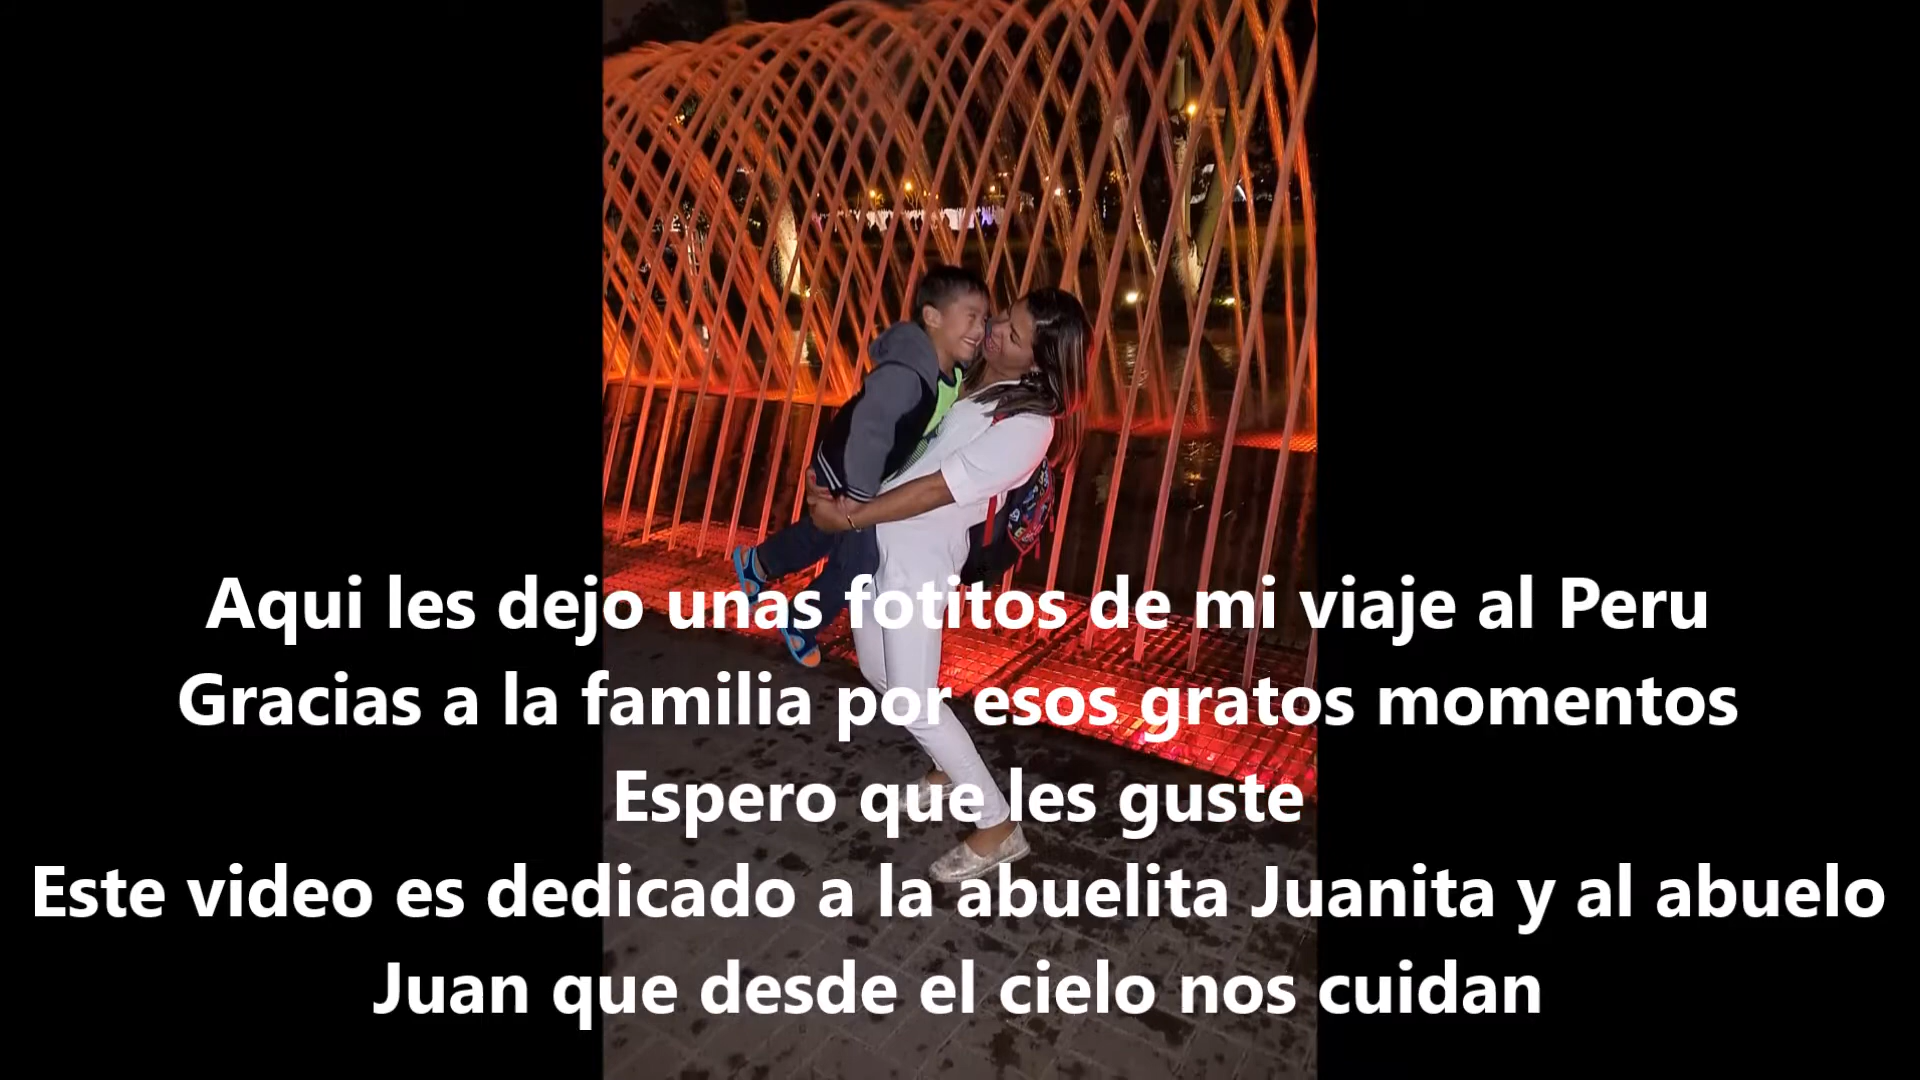 Aqui les dejo unas fotitos de mi viaje al Peru
Gracias a la familia por esos gratos momentos
Espero que les guste
Este video es dedicado a la abuelita Juanita y al abuelo
Juan que desde el cielo nos cuidan